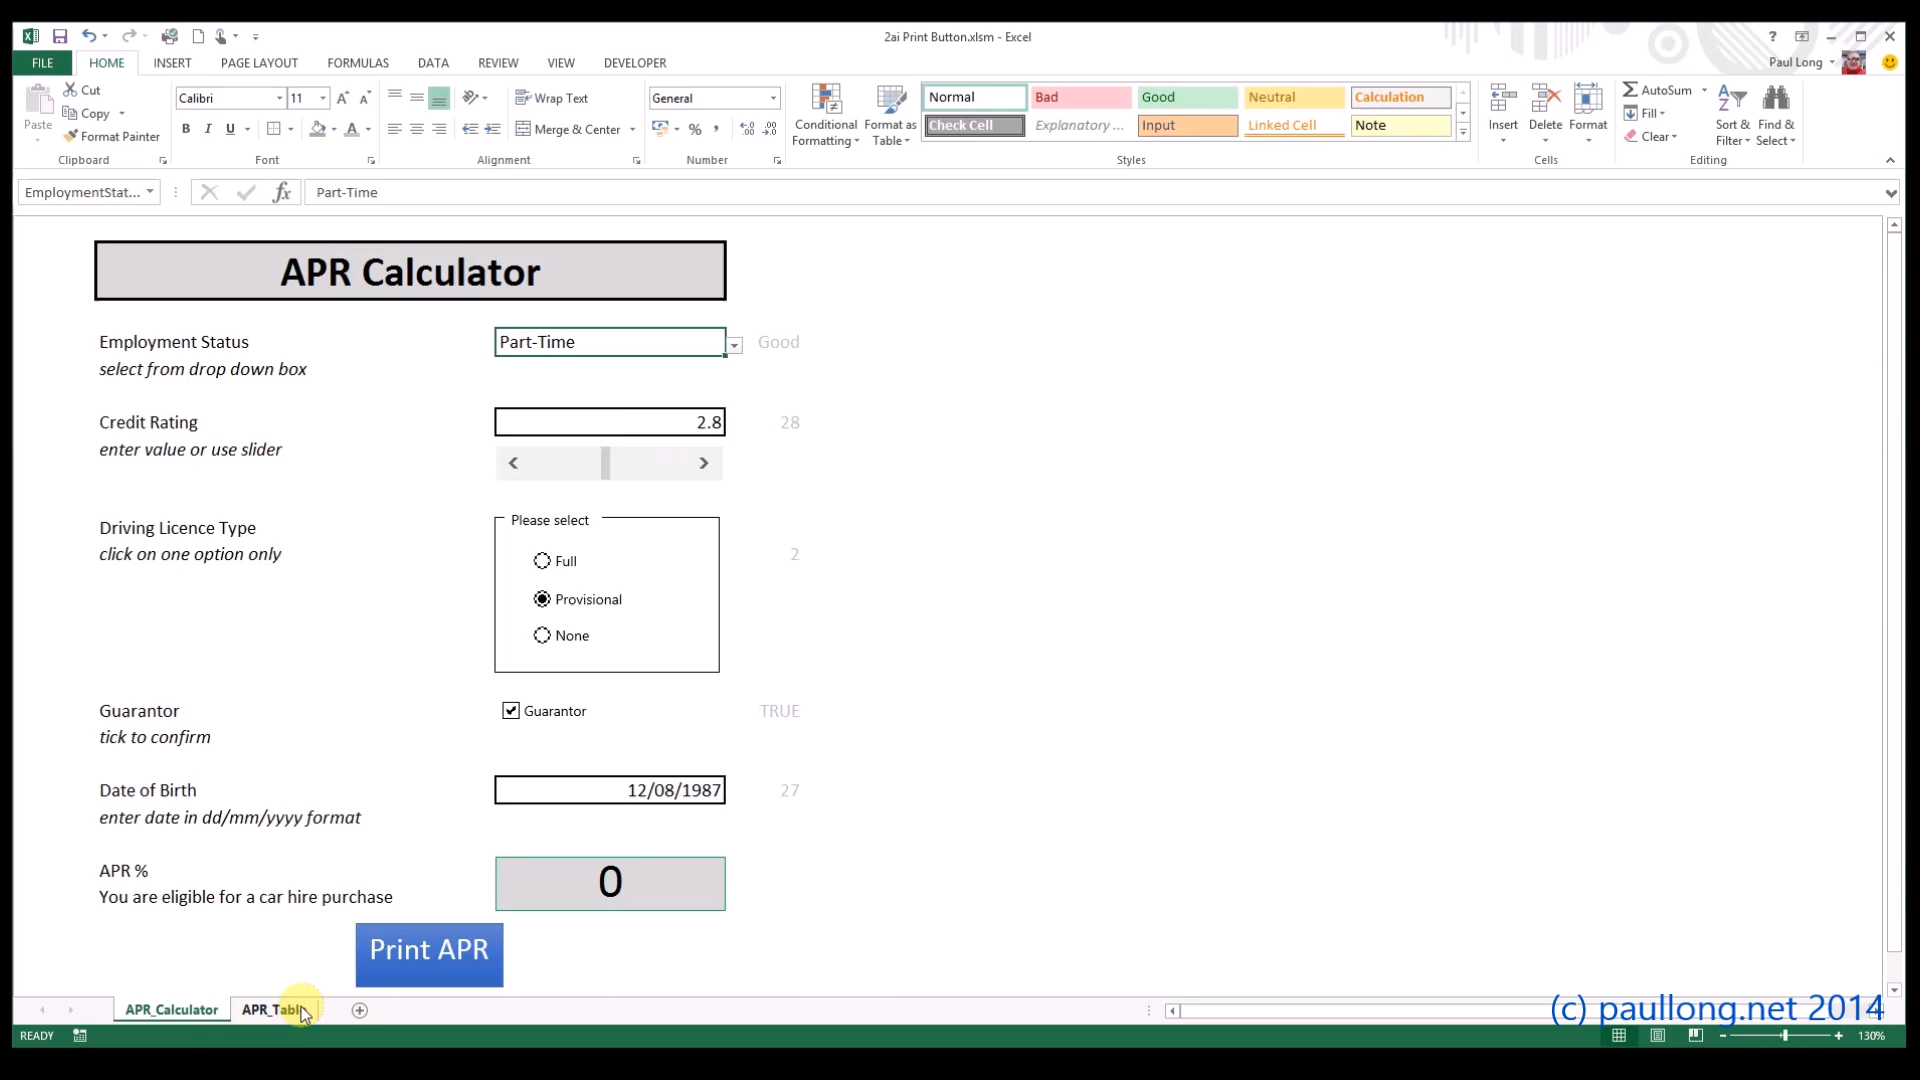 2ai Print Button.xlsm - Excel
?
FILE HOME INSERT PAGE LAYOUT FORMULAS DATA REVIEW VIEW DEVELOPER Paul Long
Paste
Cut
Copy
Format Painter
Clipboard
Calibri 11
B I U
Font
Wrap Text
Merge & Center
Alignment
General
%
Number
Conditional Formatting
Format as Table
Normal Bad Good Neutral Calculation
Check Cell Explanatory ... Input Linked Cell Note
Styles
Insert Delete Format
Cells
AutoSum
Fill
Clear
Sort & Filter
Find & Select
Editing
EmploymentStat... fx Part-Time
APR Calculator
Employment Status Part-Time Good
select from drop down box
Credit Rating 2.8 28
enter value or use slider
Driving Licence Type
click on one option only 2
Please select
Full
Provisional
None
Guarantor Guarantor TRUE
tick to confirm
Date of Birth 12/08/1987 27
enter date in dd/mm/yyyy format
APR % 0
You are eligible for a car hire purchase
Print APR
APR_Calculator
(c) paullong.net 2014
READY 130%